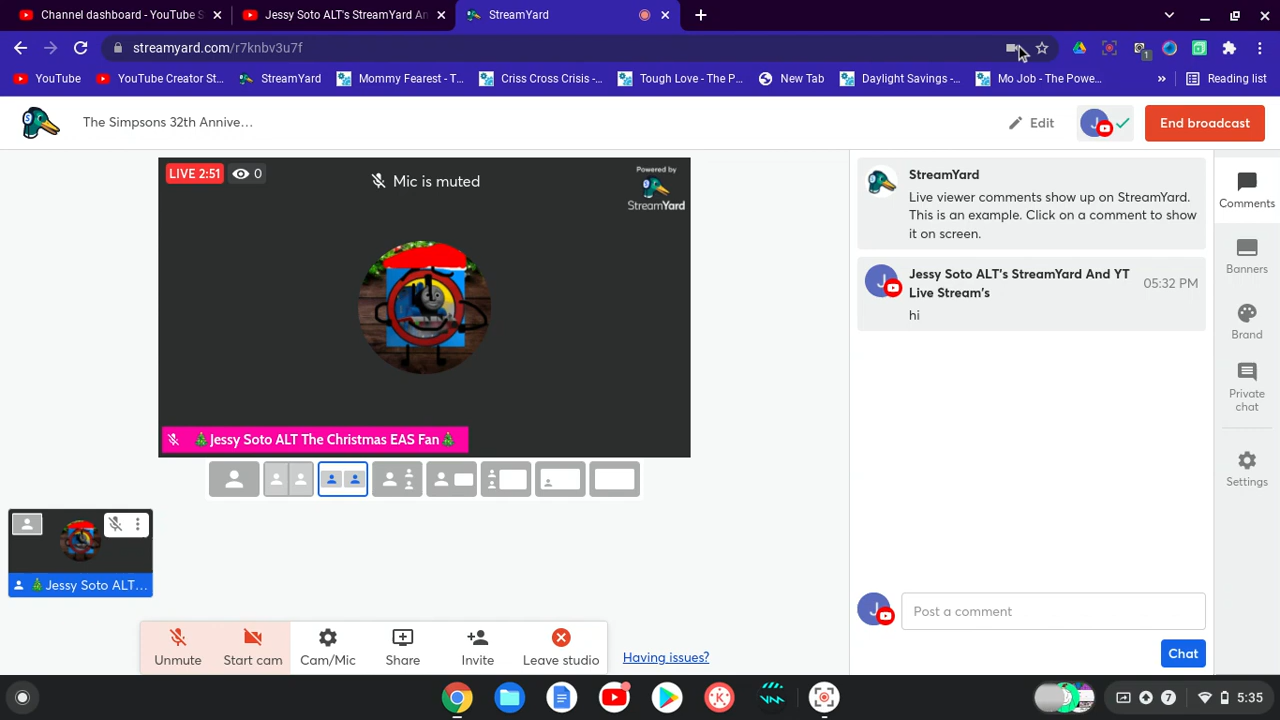 Channel dashboard - YouTube S
Jessy Soto ALT's StreamYard An
StreamYard
streamyard.com/r7knbv3u7f
1
YouTube
YouTube Creator St...
StreamYard
Mommy Fearest - T...
Criss Cross Crisis -...
Tough Love - The P...
New Tab
Daylight Savings -...
Mo Job - The Powe...
»
Reading list
The Simpsons 32th Annive...
Edit
J
End broadcast
LIVE 2:51
0
Mic is muted
Powered by
StreamYard
🎄Jessy Soto ALT The Christmas EAS Fan🎄
🎄Jessy Soto ALT...
Unmute
Start cam
Cam/Mic
Share
Invite
Leave studio
Having issues?
StreamYard
Live viewer comments show up on StreamYard.
This is an example. Click on a comment to show
it on screen.
J
Jessy Soto ALT's StreamYard And YT
Live Stream's
05:32 PM
hi
J
Post a comment
Chat
Comments
Banners
Brand
Private
chat
Settings
7
5:35